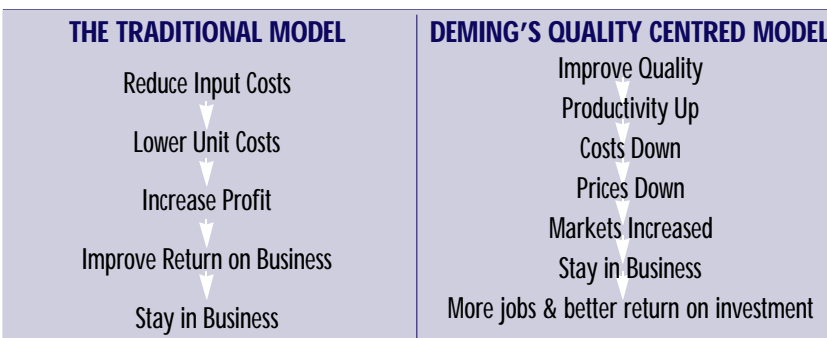 THE TRADITIONAL MODEL
Reduce Input Costs
Lower Unit Costs
Increase Profit
Improve Return on Business
Stay in Business
DEMING'S QUALITY CENTRED MODEL
Improve Quality
Productivity Up
Costs Down
Prices Down
Markets Increased
Stay in Business
More jobs & better return on investment